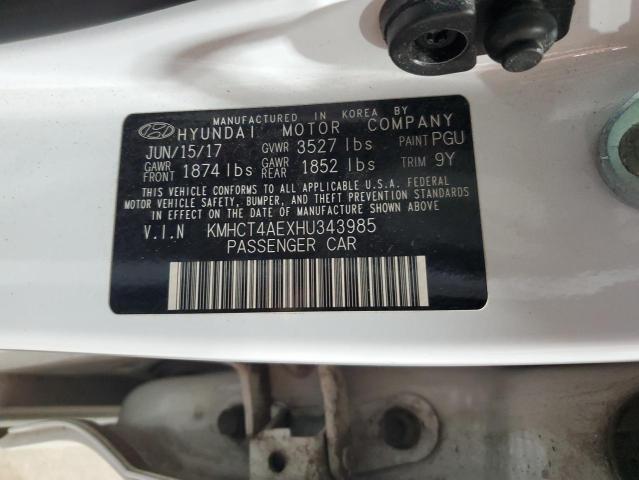 MANUFACTURED IN KOREA BY
HYUNDAI MOTOR COMPANY
JUN/15/17 GVWR 3527 lbs PAINT PGU
GAWR FRONT 1874 lbs GAWR REAR 1852 lbs TRIM 9Y
THIS VEHICLE CONFORMS TO ALL APPLICABLE U.S.A. FEDERAL
MOTOR VEHICLE SAFETY, BUMPER, AND THEFT PREVENTION STANDARDS
IN EFFECT ON THE DATE OF MANUFACTURE SHOWN ABOVE.
V.I.N KMHCT4AEXHU343985
PASSENGER CAR